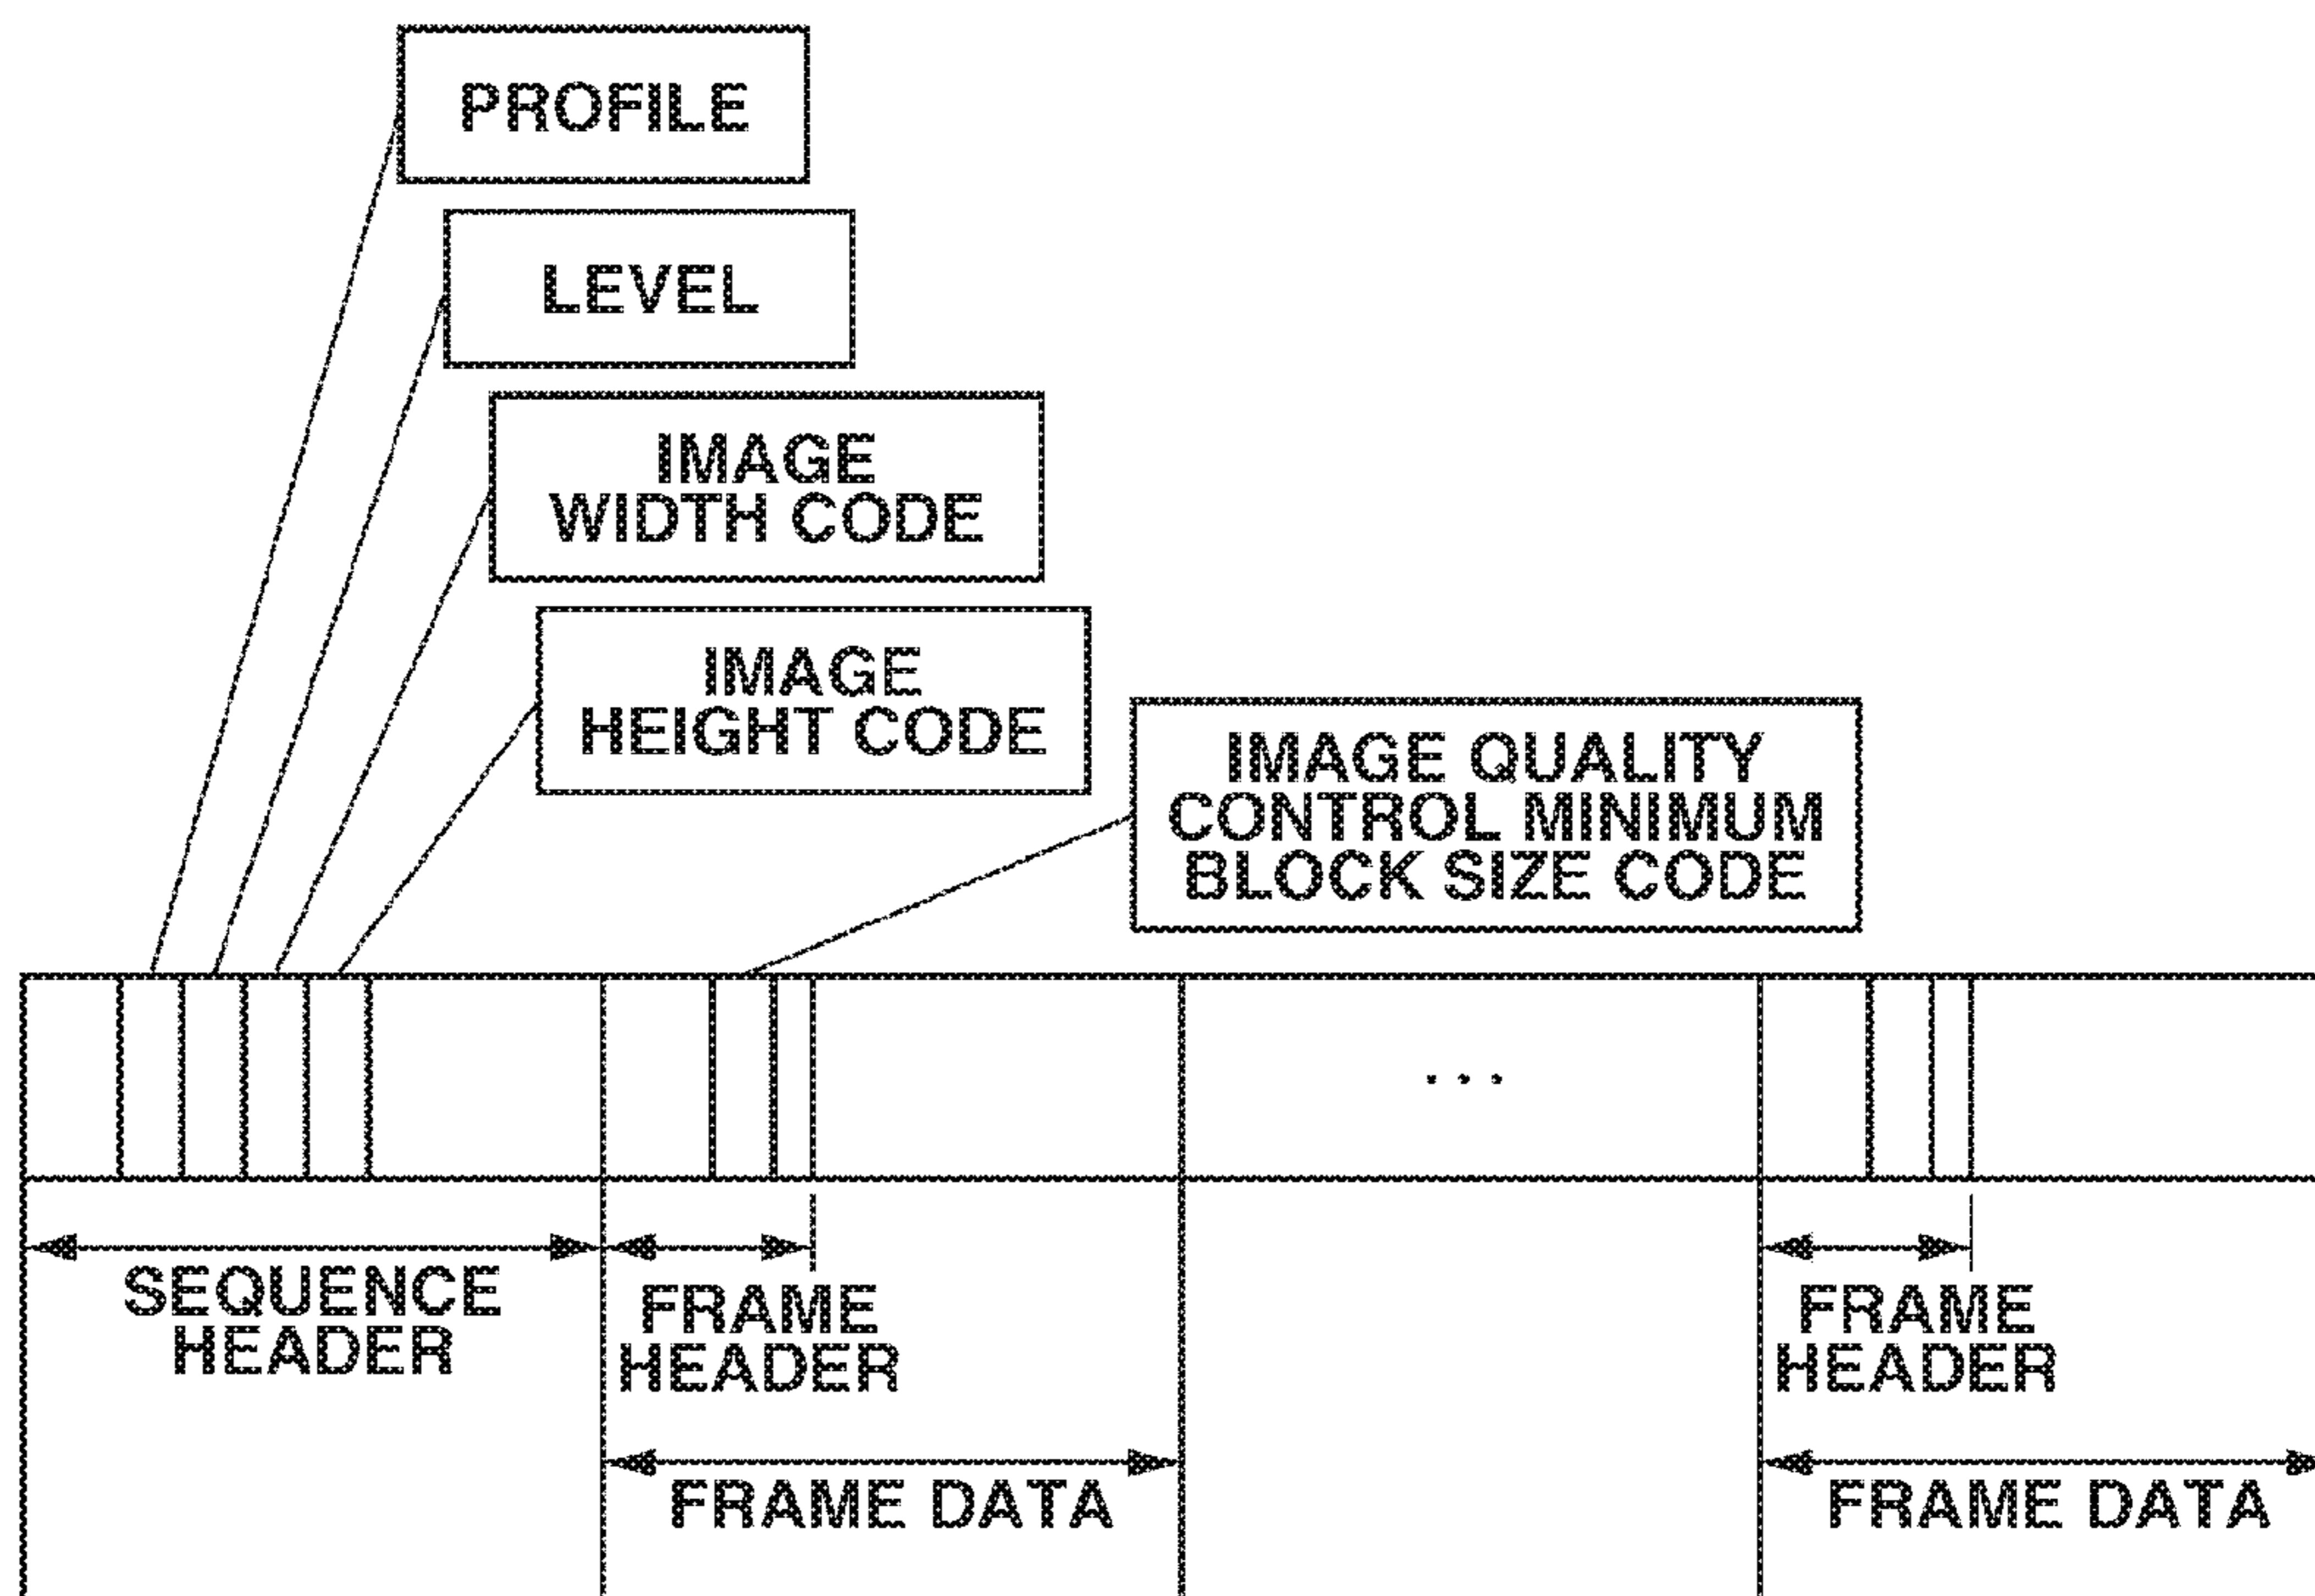 PROFILE
LEVEL
IMAGE
WIDTH CODE
IMAGE
HEIGHT CODE
IMAGE QUALITY
CONTROL MINIMUM
BLOCK SIZE CODE
...
SEQUENCE
HEADER
FRAME
HEADER
FRAME
HEADER
FRAME DATA
FRAME DATA